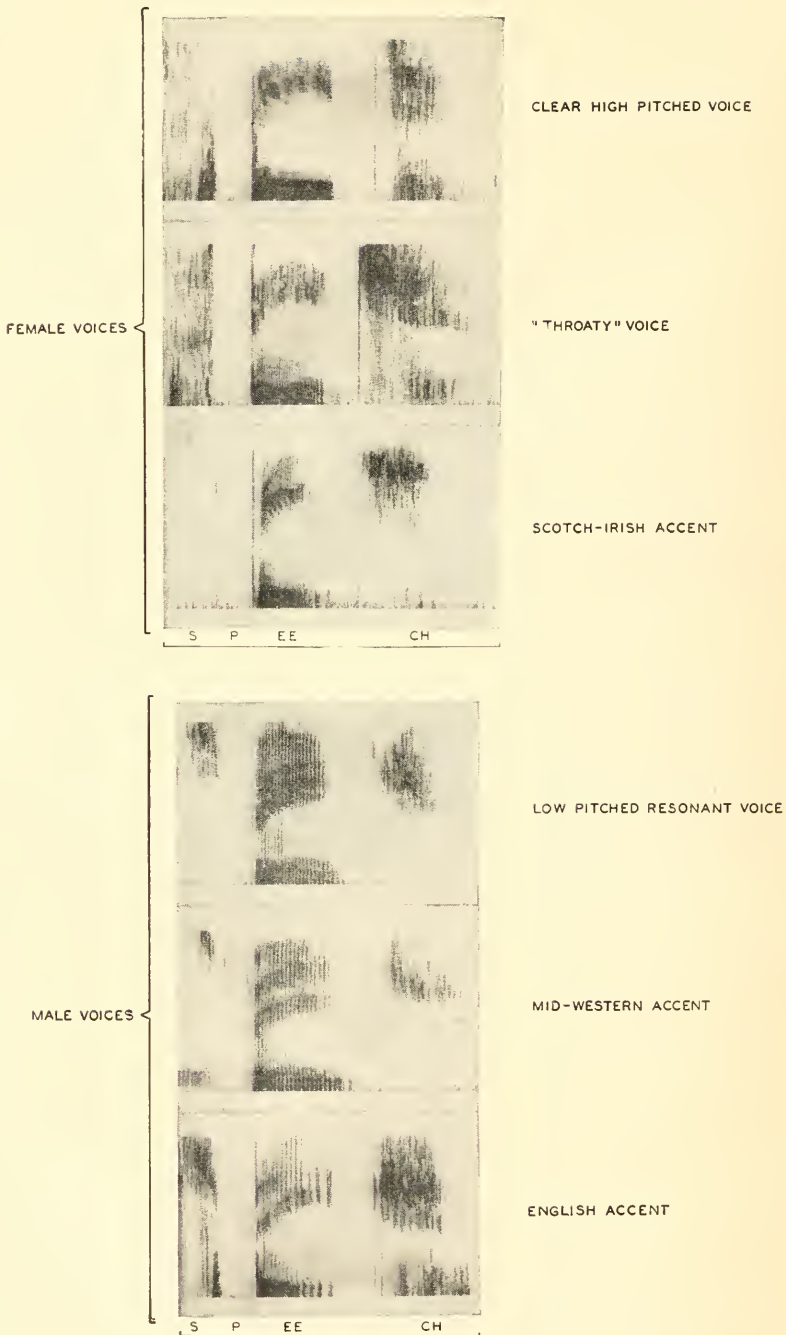 CLEAR HIGH PITCHED VOICE
FEMALE VOICES
"THROATY" VOICE
SCOTCH-IRISH ACCENT
S P EE CH
LOW PITCHED RESONANT VOICE
MALE VOICES
MID-WESTERN ACCENT
ENGLISH ACCENT
S P EE CH